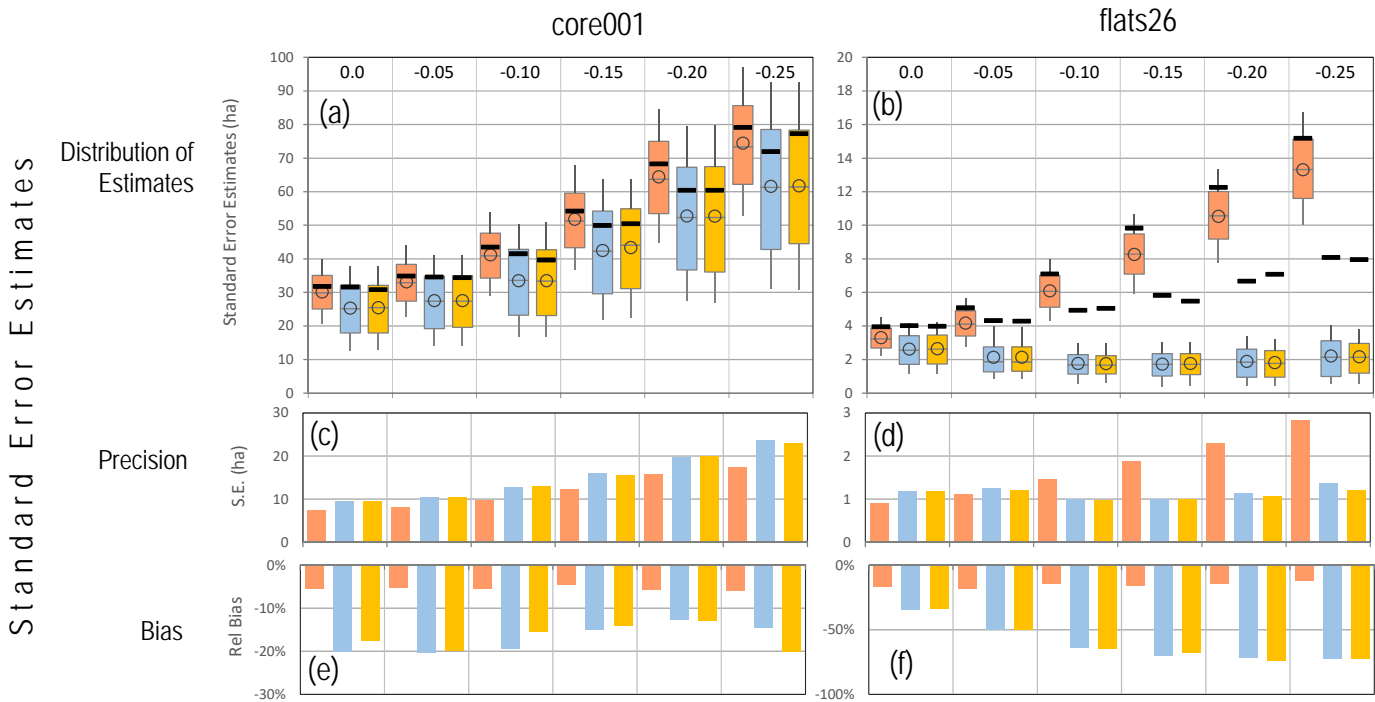 core001
flats26
Standard Error Estimates
Distribution of
Estimates
Standard Error Estimates (ha)
100
90
80
70
60
50
40
30
20
10
0
0.0 -0.05 -0.10 -0.15 -0.20 -0.25
(a)
20
18
16
14
12
10
8
6
4
2
0
0.0 -0.05 -0.10 -0.15 -0.20 -0.25
(b)
Precision
S.E. (ha)
30
20
10
0
(c)
3
2
1
0
(d)
Bias
Rel Bias
0%
-10%
-20%
-30%
(e)
0%
-50%
-100%
(f)